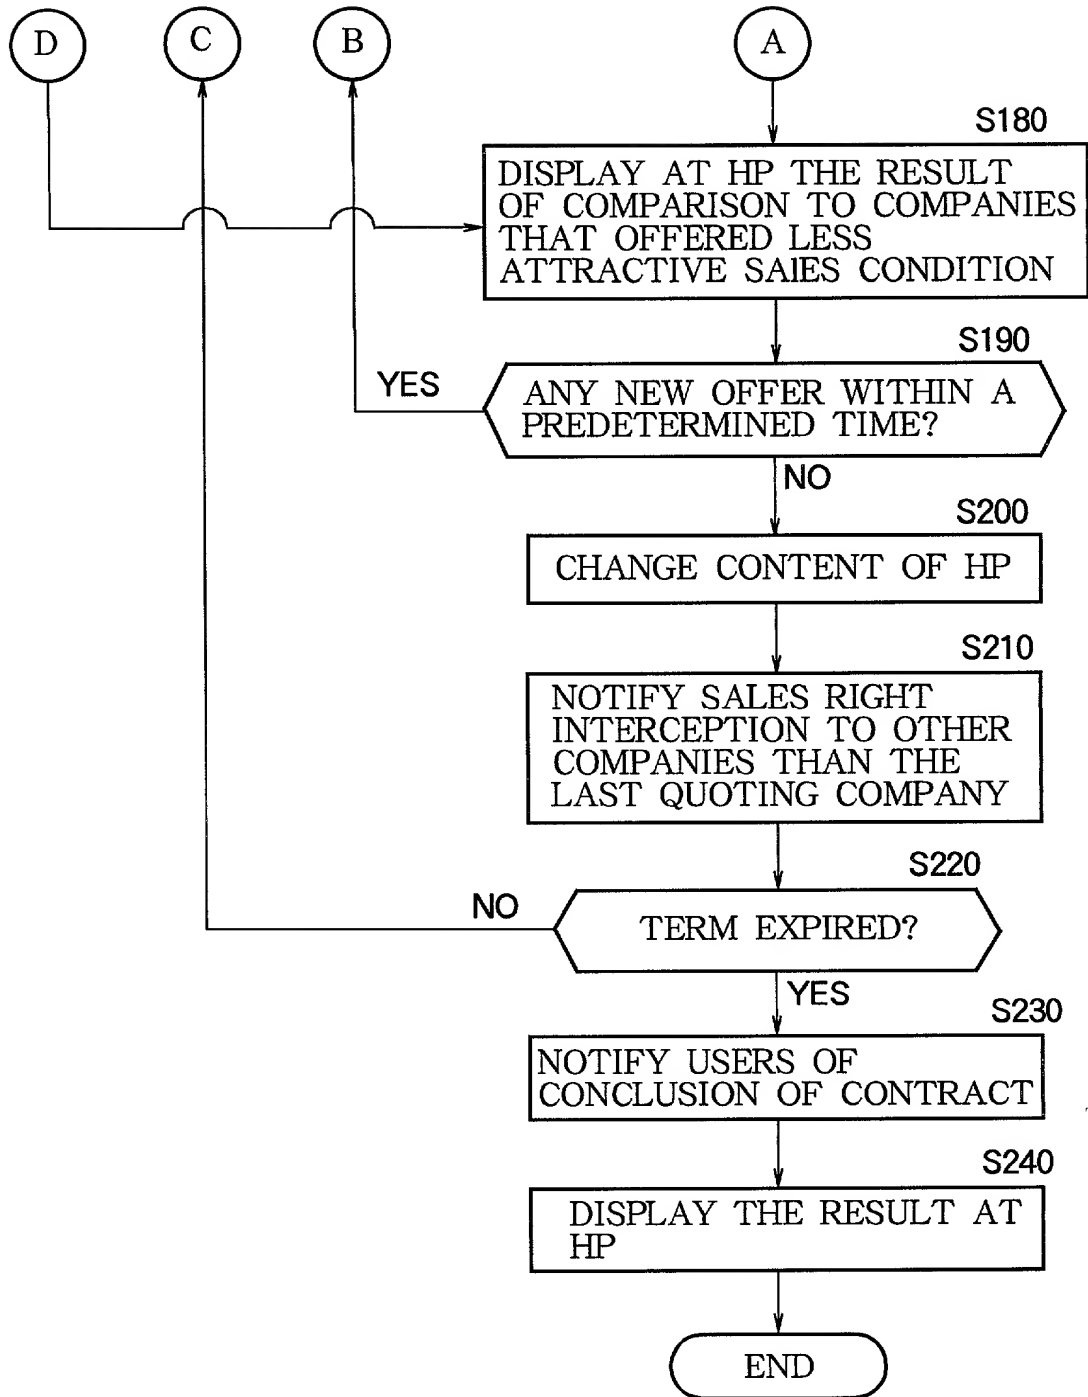 D
C
B
A
S180
DISPLAY AT HP THE RESULT
OF COMPARISON TO COMPANIES
THAT OFFERED LESS
ATTRACTIVE SAlES CONDITION
S190
YES
ANY NEW OFFER WITHIN A
PREDETERMINED TIME?
NO
S200
CHANGE CONTENT OF HP
S210
NOTIFY SALES RIGHT
INTERCEPTION TO OTHER
COMPANIES THAN THE
LAST QUOTING COMPANY
S220
NO
TERM EXPIRED?
YES
S230
NOTIFY USERS OF
CONCLUSION OF CONTRACT
S240
DISPLAY THE RESULT AT
HP
END